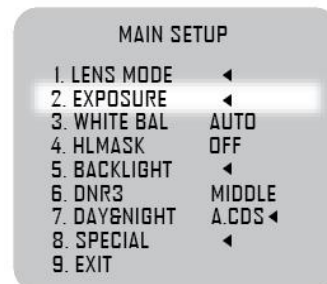 MAIN SETUP
1. LENS MODE ◄
2. EXPOSURE ◄
3. WHITE BAL AUTO
4. HLMASK OFF
5. BACKLIGHT ◄
6. DNR3 MIDDLE
7. DAY&NIGHT A.CDS◄
8. SPECIAL ◄
9. EXIT